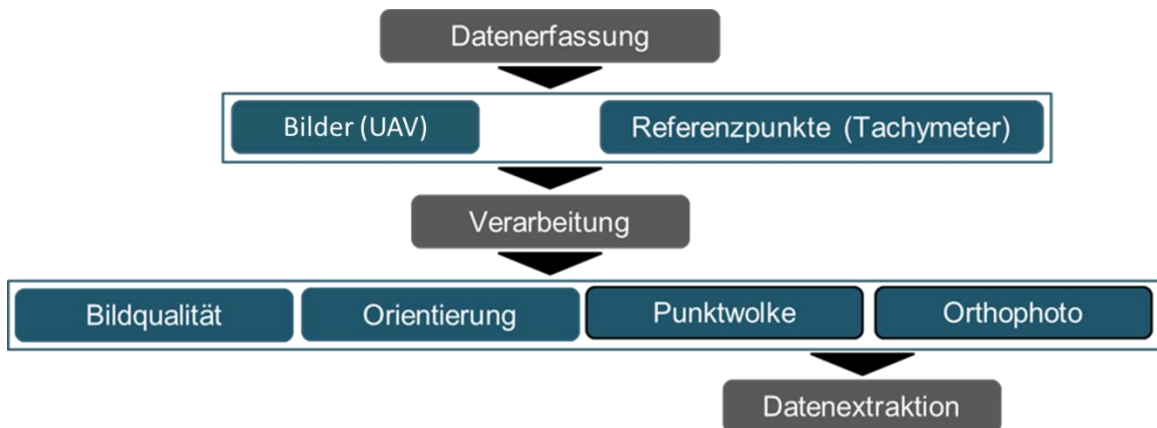 Datenerfassung
Bilder (UAV)
Referenzpunkte (Tachymeter)
Verarbeitung
Bildqualität
Orientierung
Punktwolke
Orthophoto
Datenextraktion